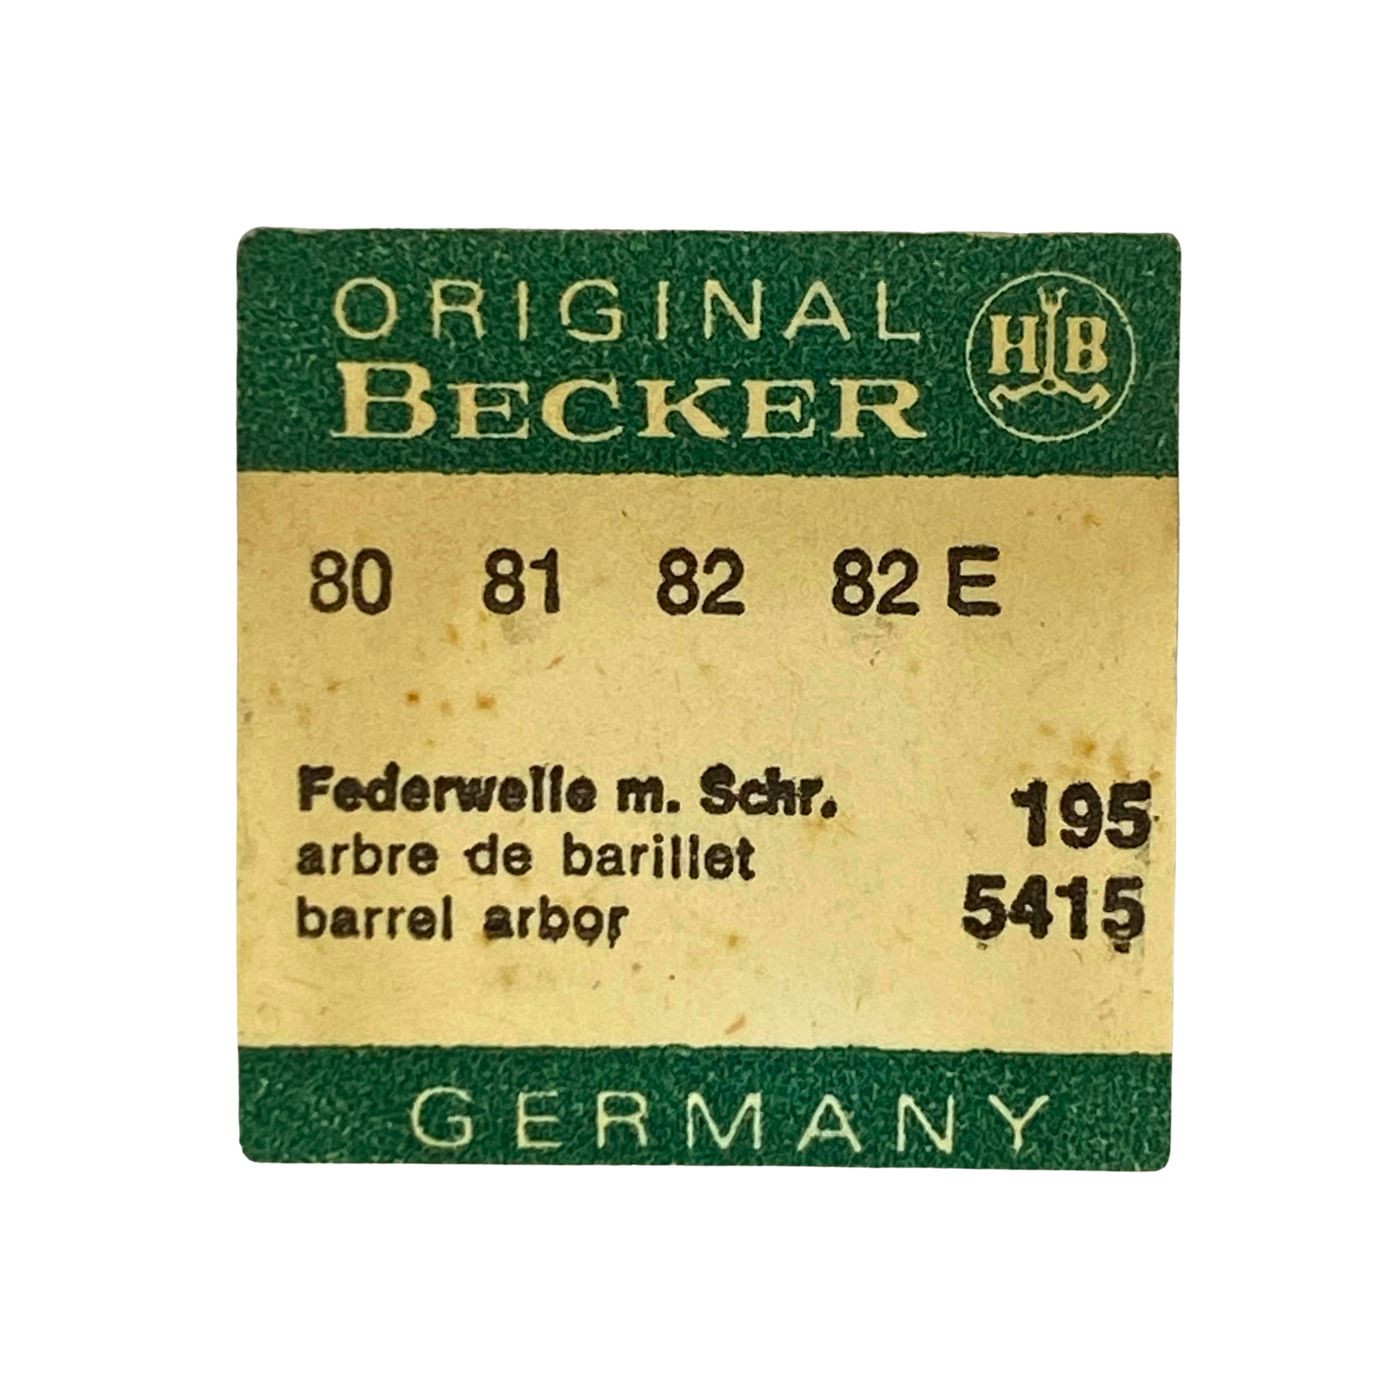 ORIGINAL
BECKER
HB
80 81 82 82 E
Federwelle m. Schr. 195
arbre de barillet
barrel arbor 5415
GERMANY